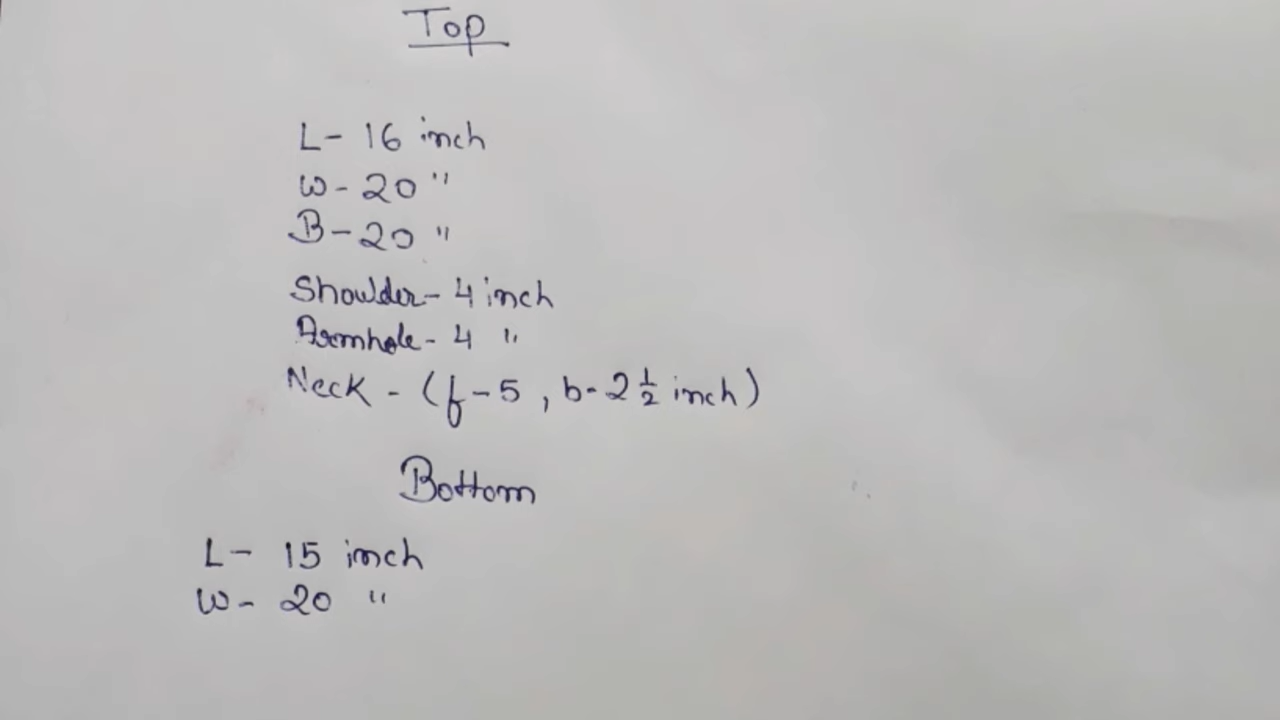 Top
L- 16 inch
W- 20 "
B- 20 "
Shoulder- 4 inch
Armhole- 4 "
Neck - (f-5, b-2 1/2 inch)
Bottom
L- 15 inch
W- 20 "